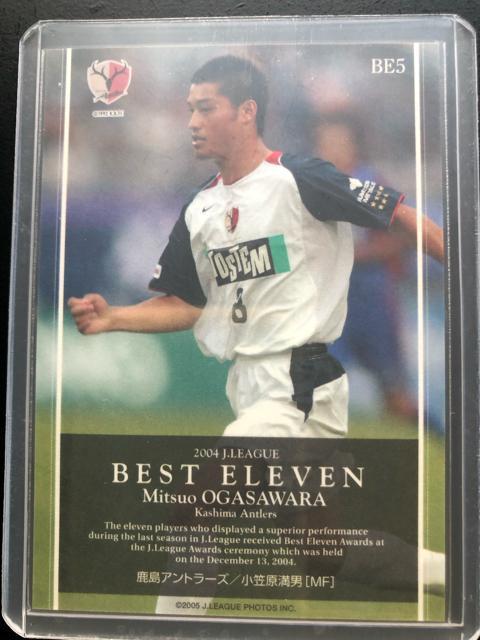 BE5
©1992 K.A.FC
TOSTEM
8
2004 J.LEAGUE
BEST ELEVEN
Mitsuo OGASAWARA
Kashima Antlers
The eleven players who displayed a superior performance
during the last season in J.League received Best Eleven Awards at
the J.League Awards ceremony which was held
on the December 13, 2004.
鹿島アントラーズ／小笠原満男［MF］
©2005 J.LEAGUE PHOTOS INC.